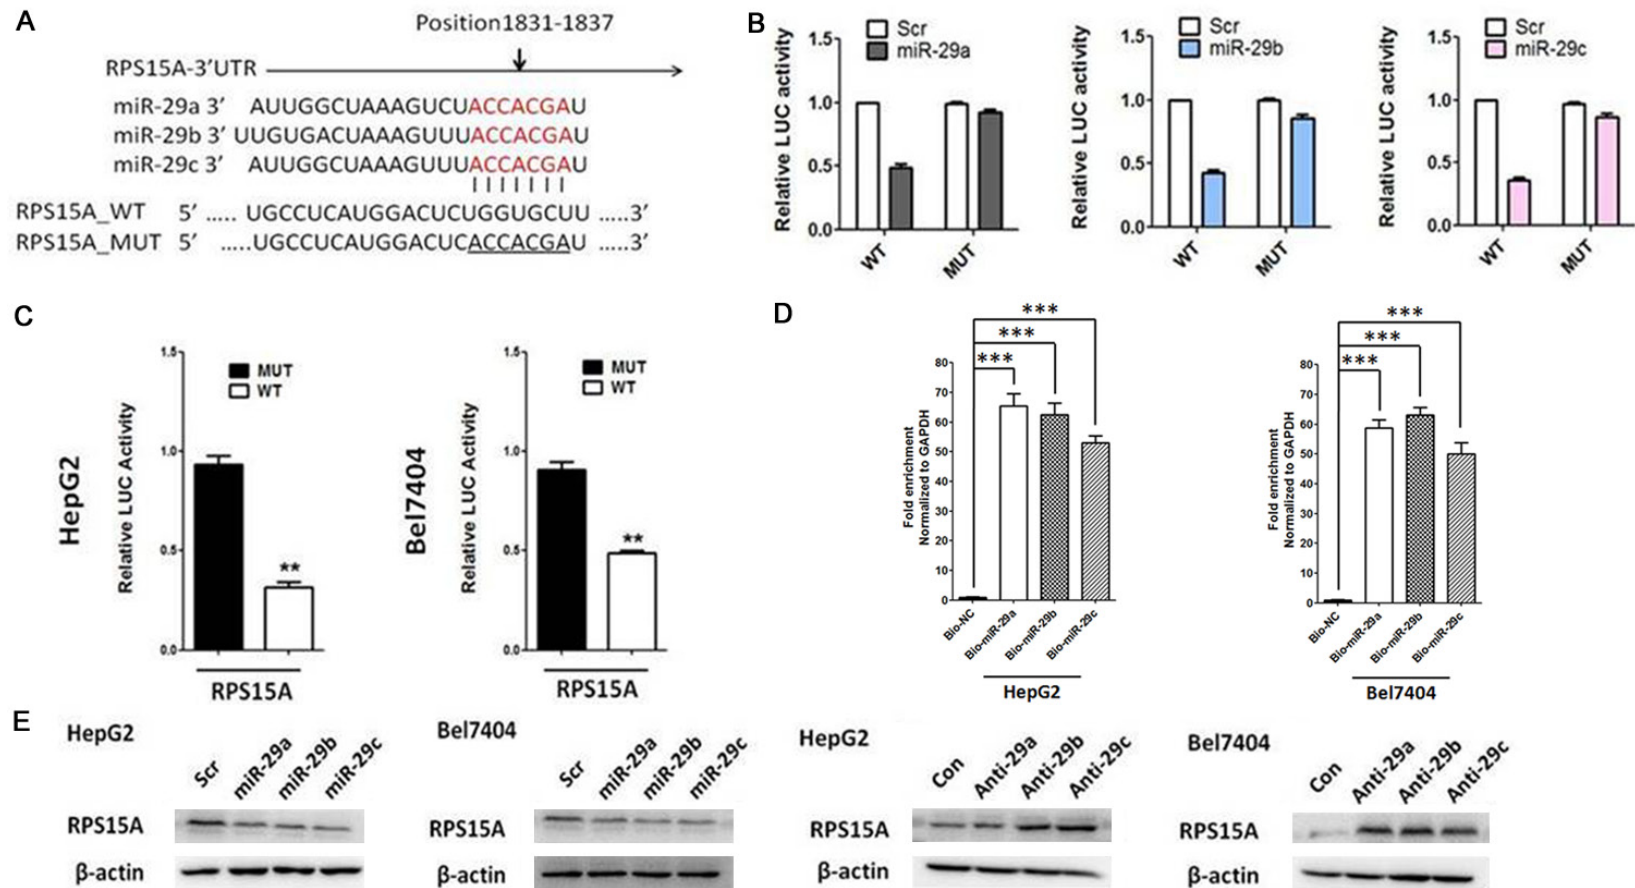 A
Position1831-1837
RPS15A-3′UTR
miR-29a 3′ AUUGGCUAAAGUCUACCACGAU
miR-29b 3′ UUGUGACUAAAGUUUACCACGAU
miR-29c 3′ AUUGGCUAAAGUUUACCACGAU
RPS15A_WT 5′ ..... UGCCUCAUGGACUCUGGUGCUU .....3′
RPS15A_MUT 5′ .....UGCCUCAUGGACUCACCACGAU .....3′
B
Relative LUC activity
1.5
1.0
0.5
0.0
Scr
miR-29a
WT
MUT
Relative LUC activity
1.5
1.0
0.5
0.0
Scr
miR-29b
WT
MUT
Relative LUC activity
1.5
1.0
0.5
0.0
Scr
miR-29c
WT
MUT
C
HepG2
Relative LUC Activity
1.5
1.0
0.5
0.0
MUT
WT
**
RPS15A
Bel7404
Relative LUC Activity
1.5
1.0
0.5
0.0
MUT
WT
**
RPS15A
D
Fold enrichment
Normalized to GAPDH
80
70
60
50
40
30
20
10
0
***
***
***
Bio-NC
Bio-miR-29a
Bio-miR-29b
Bio-miR-29c
HepG2
Fold enrichment
Normalized to GAPDH
80
70
60
50
40
30
20
10
0
***
***
***
Bio-NC
Bio-miR-29a
Bio-miR-29b
Bio-miR-29c
Bel7404
E
HepG2
Scr miR-29a miR-29b miR-29c
RPS15A
β-actin
Bel7404
Scr miR-29a miR-29b miR-29c
RPS15A
β-actin
HepG2
Con Anti-29a Anti-29b Anti-29c
RPS15A
β-actin
Bel7404
Con Anti-29a Anti-29b Anti-29c
RPS15A
β-actin